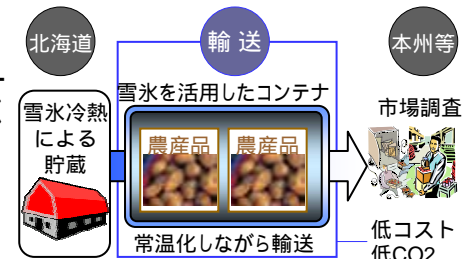 北海道
輸送
本州等
雪氷冷熱
による
貯蔵
雪氷を活用したコンテナ
農産品
農産品
常温化しながら輸送
市場調査
低コスト
低CO2